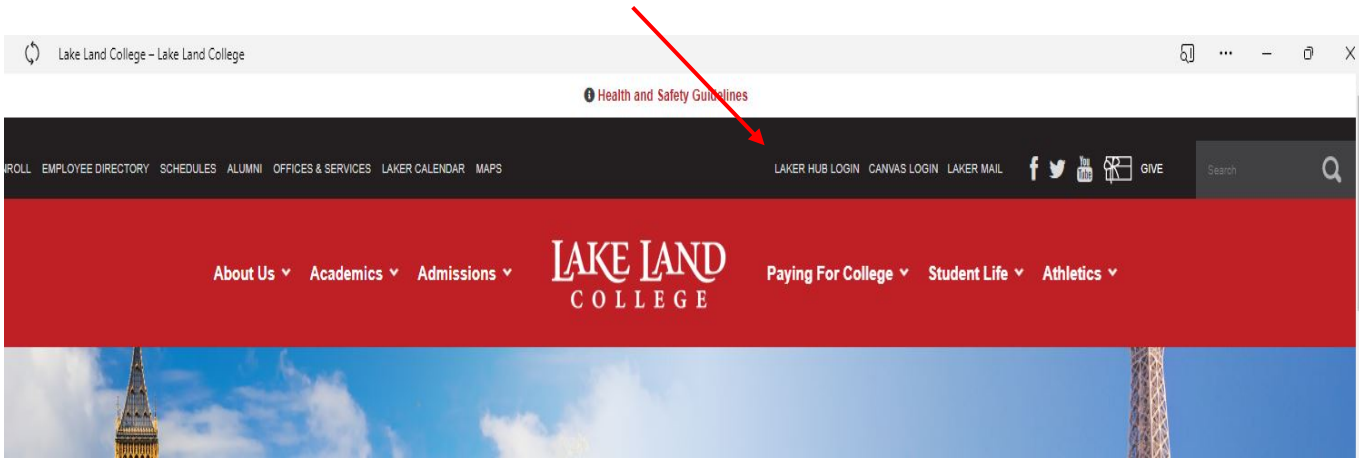 Lake Land College – Lake Land College
Health and Safety Guidelines
EMPLOYEE DIRECTORY SCHEDULES ALUMNI OFFICES & SERVICES LAKER CALENDAR MAPS LAKER HUB LOGIN CANVAS LOGIN LAKER MAIL f You Tube GIVE Search
About Us Academics Admissions LAKE LAND COLLEGE Paying For College Student Life Athletics